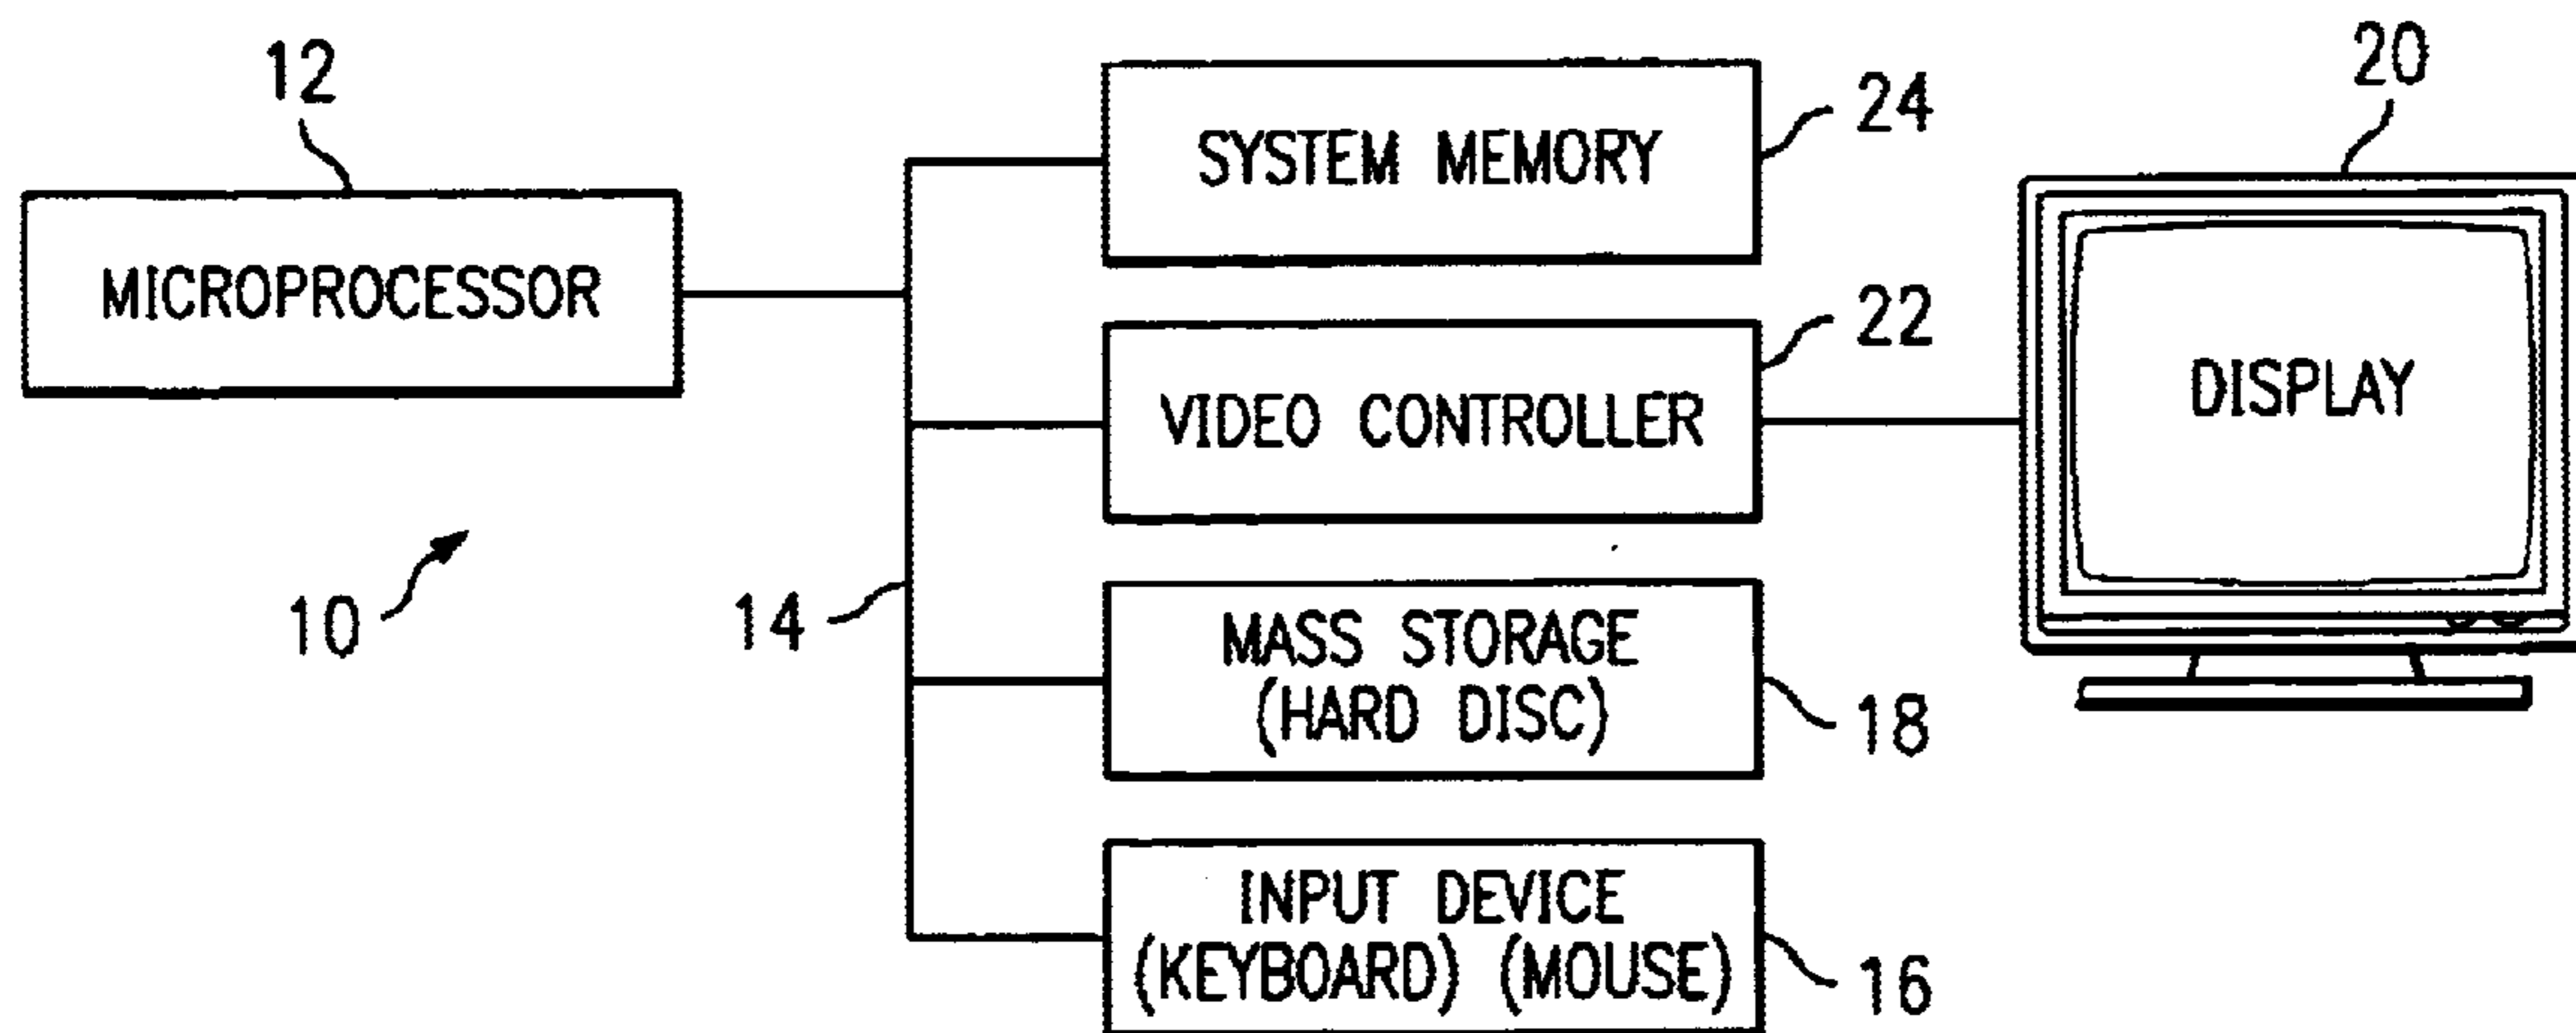 12
MICROPROCESSOR
10
14
SYSTEM MEMORY
24
VIDEO CONTROLLER
22
MASS STORAGE
(HARD DISC)
18
INPUT DEVICE
(KEYBOARD) (MOUSE)
16
20
DISPLAY